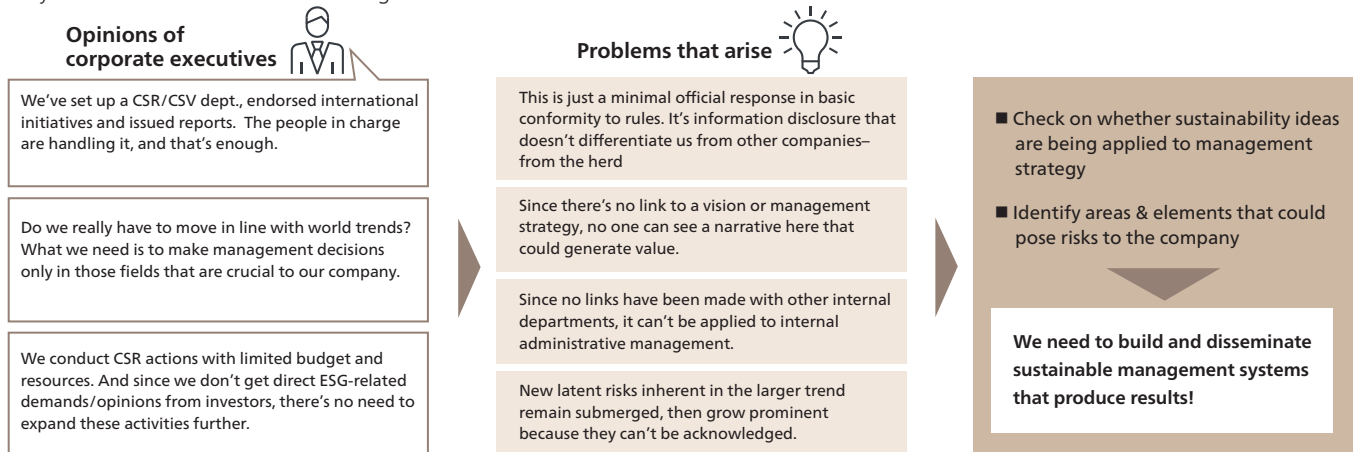 Opinions of
corporate executives
We've set up a CSR/CSV dept., endorsed international
initiatives and issued reports.  The people in charge
are handling it, and that's enough.
Do we really have to move in line with world trends?
What we need is to make management decisions
only in those fields that are crucial to our company.
We conduct CSR actions with limited budget and
resources. And since we don't get direct ESG-related
demands/opinions from investors, there's no need to
expand these activities further.
Problems that arise
This is just a minimal official response in basic
conformity to rules. It's information disclosure that
doesn't differentiate us from other companies–
from the herd
Since there's no link to a vision or management
strategy, no one can see a narrative here that
could generate value.
Since no links have been made with other internal
departments, it can't be applied to internal
administrative management.
New latent risks inherent in the larger trend
remain submerged, then grow prominent
because they can't be acknowledged.
■ Check on whether sustainability ideas
are being applied to management
strategy
■ Identify areas & elements that could
pose risks to the company
We need to build and disseminate
sustainable management systems
that produce results!